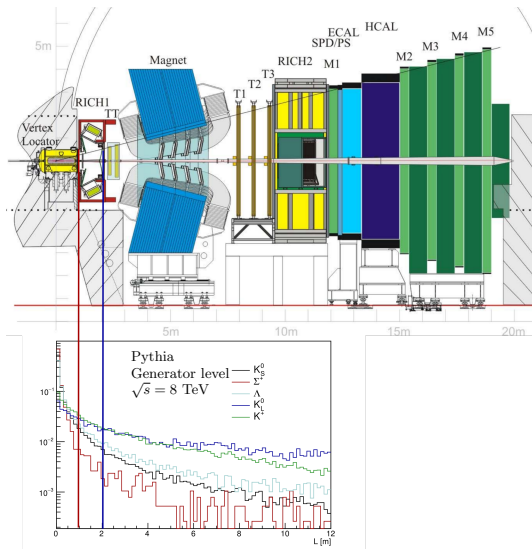 5m
Vertex
Locator
RICH1
TT
Magnet
T1
T2
T3
RICH2
SPD/PS
M1
ECAL
HCAL
M2
M3
M4
M5
5m
10m
15m
20m
Pythia
Generator level
√s = 8 TeV
K⁰_S
Σ⁺
Λ
K⁰_L
10⁻¹
10⁻²
10⁻³
0
2
4
6
8
10
12
L [m]